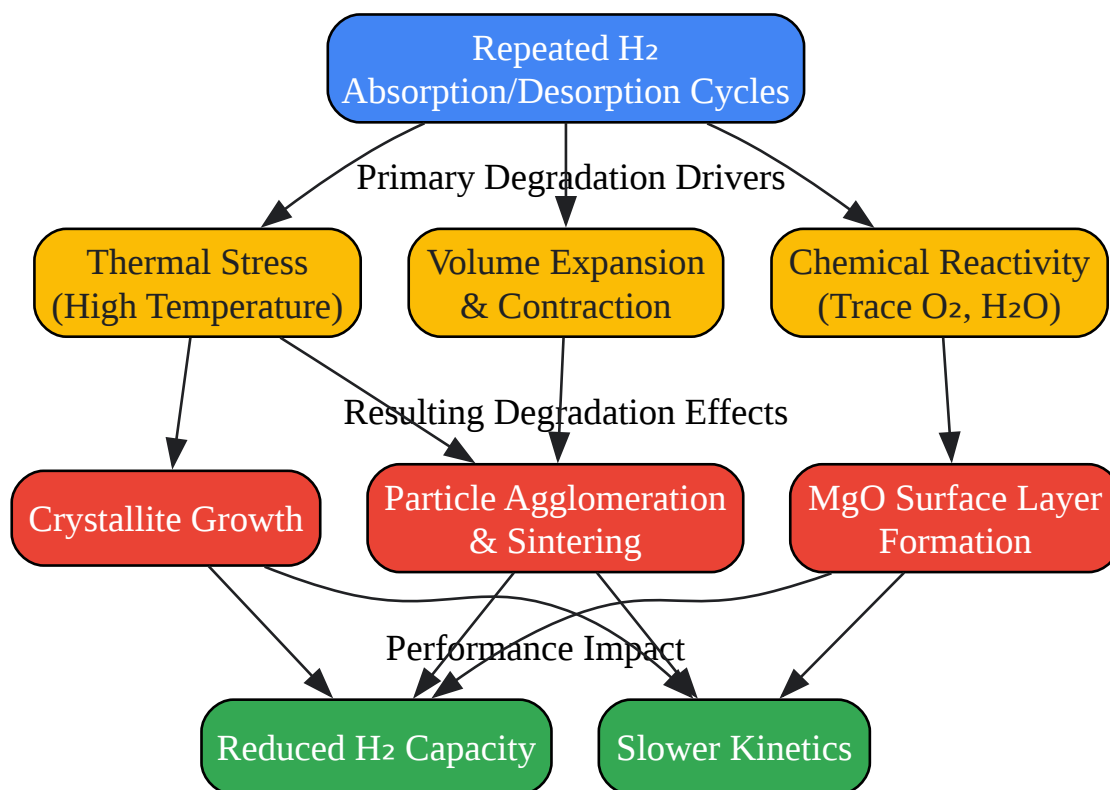 Repeated H₂
Absorption/Desorption Cycles
Primary Degradation Drivers
Thermal Stress
(High Temperature)
Volume Expansion
& Contraction
Chemical Reactivity
(Trace O₂, H₂O)
Resulting Degradation Effects
Crystallite Growth
Particle Agglomeration
& Sintering
MgO Surface Layer
Formation
Performance Impact
Reduced H₂ Capacity
Slower Kinetics